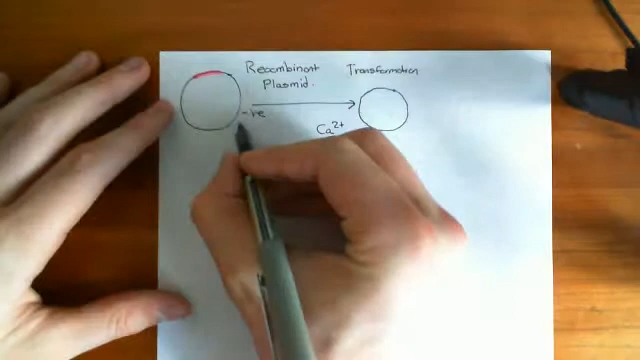 Recombinant
Plasmid.
Transformation
-ve
Ca2+